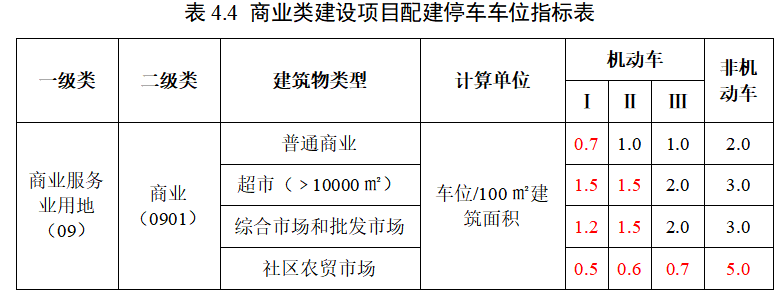 表 4.4 商业类建设项目配建停车车位指标表
一级类 二级类 建筑物类型 计算单位 机动车 非机
动车
Ⅰ Ⅱ Ⅲ
商业服务
业用地
（09）
商业
（0901）
车位/100 ㎡建
筑面积
普通商业 0.7 1.0 1.0 2.0
超市（﹥10000 ㎡） 1.5 1.5 2.0 3.0
综合市场和批发市场 1.2 1.5 2.0 3.0
社区农贸市场 0.5 0.6 0.7 5.0